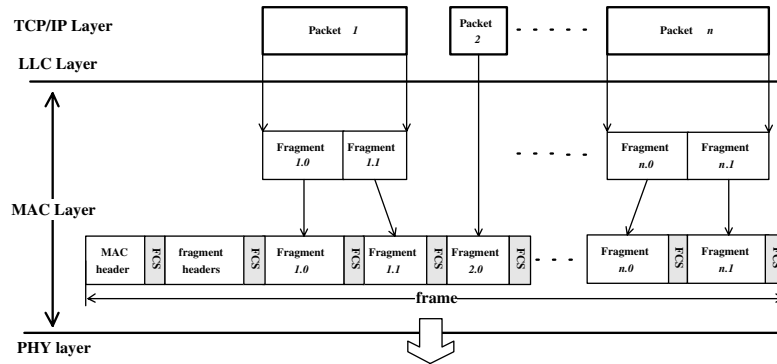 TCP/IP Layer
Packet 1
Packet
2
Packet n
LLC Layer
Fragment
1.0
Fragment
1.1
Fragment
n.0
Fragment
n.1
MAC Layer
MAC
header
FCS
fragment
headers
FCS
Fragment
1.0
FCS
Fragment
1.1
FCS
Fragment
2.0
FCS
Fragment
n.0
FCS
Fragment
n.1
FCS
frame
PHY layer